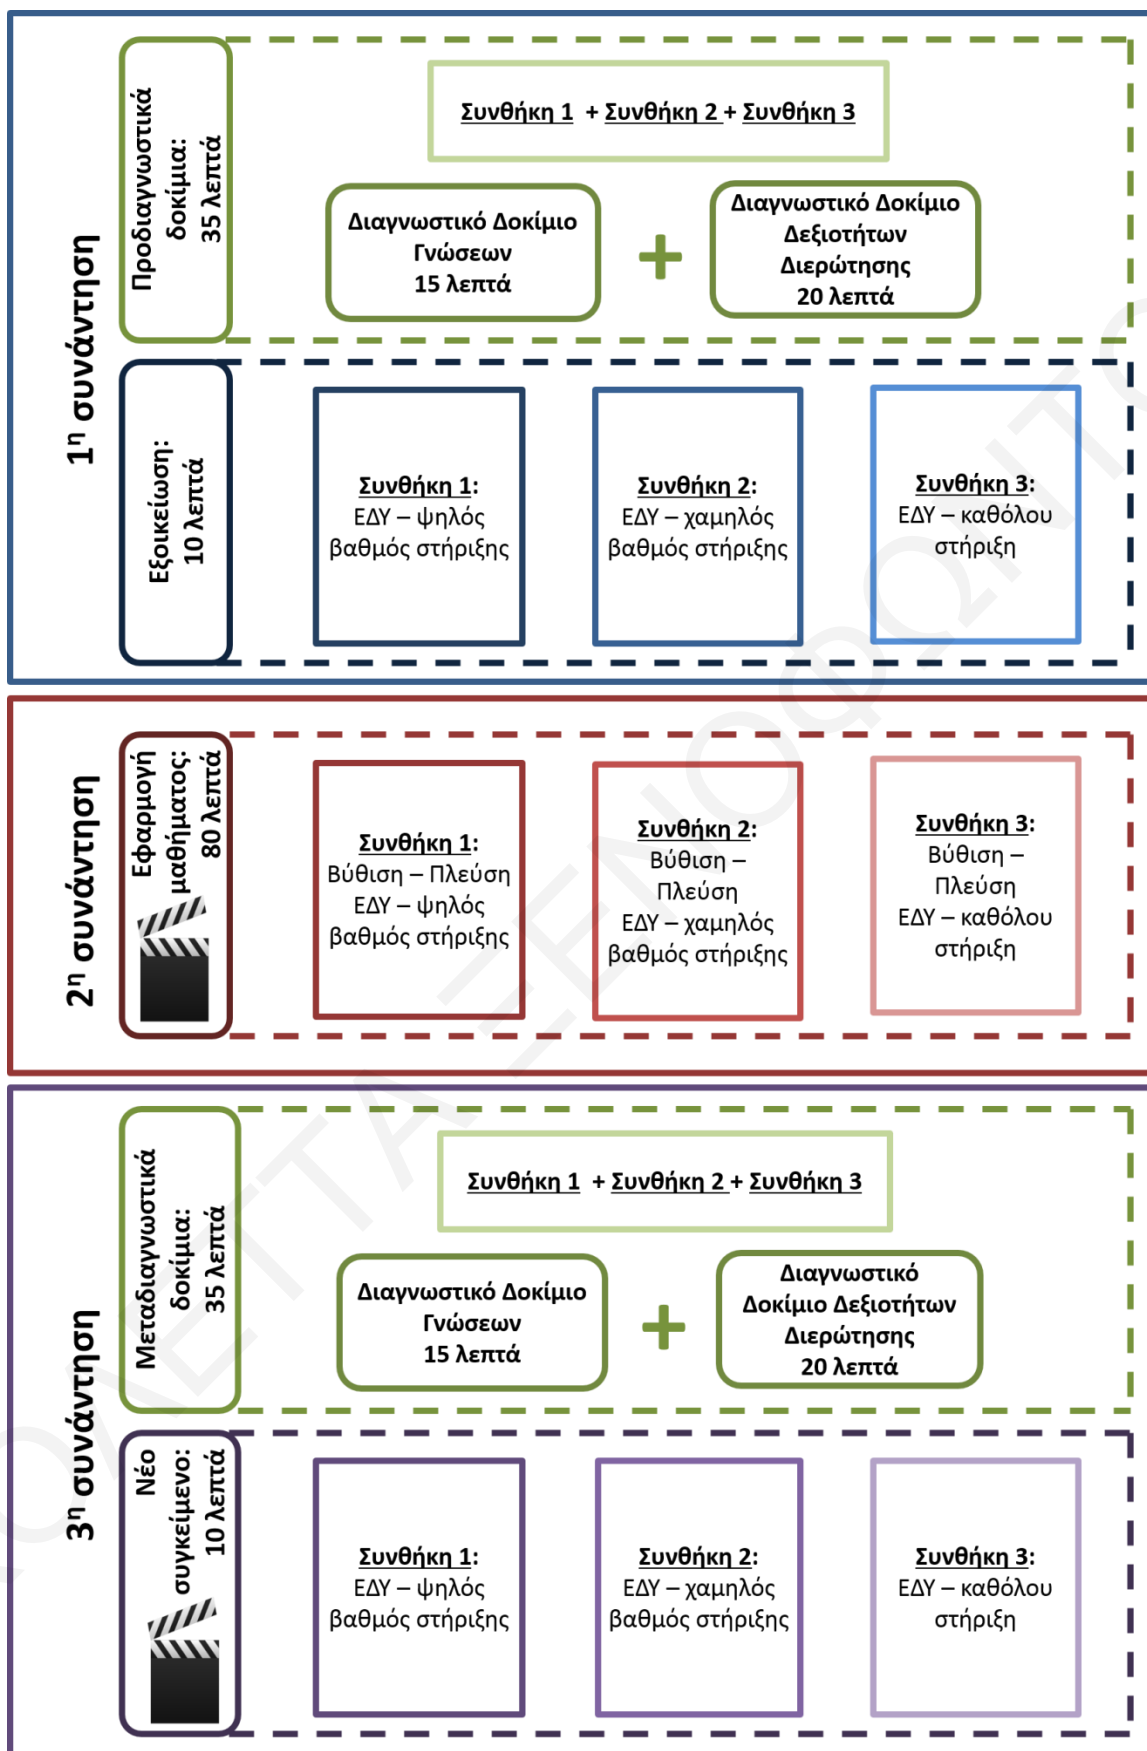 1η συνάντηση
Προδιαγνωστικά
δοκίμια:
35 λεπτά
Συνθήκη 1 + Συνθήκη 2 + Συνθήκη 3
Διαγνωστικό Δοκίμιο
Γνώσεων
15 λεπτά
+
Διαγνωστικό Δοκίμιο
Δεξιοτήτων
Διερώτησης
20 λεπτά
Εξοικείωση:
10 λεπτά
Συνθήκη 1:
ΕΔΥ – ψηλός
βαθμός στήριξης
Συνθήκη 2:
ΕΔΥ – χαμηλός
βαθμός στήριξης
Συνθήκη 3:
ΕΔΥ – καθόλου
στήριξη
2η συνάντηση
Εφαρμογή
μαθήματος:
80 λεπτά
Συνθήκη 1:
Βύθιση – Πλεύση
ΕΔΥ – ψηλός
βαθμός στήριξης
Συνθήκη 2:
Βύθιση –
Πλεύση
ΕΔΥ – χαμηλός
βαθμός στήριξης
Συνθήκη 3:
Βύθιση –
Πλεύση
ΕΔΥ – καθόλου
στήριξη
3η συνάντηση
Μεταδιαγνωστικά
δοκίμια:
35 λεπτά
Συνθήκη 1 + Συνθήκη 2 + Συνθήκη 3
Διαγνωστικό Δοκίμιο
Γνώσεων
15 λεπτά
+
Διαγνωστικό
Δοκίμιο Δεξιοτήτων
Διερώτησης
20 λεπτά
Νέο
συγκείμενο:
10 λεπτά
Συνθήκη 1:
ΕΔΥ – ψηλός
βαθμός στήριξης
Συνθήκη 2:
ΕΔΥ – χαμηλός
βαθμός στήριξης
Συνθήκη 3:
ΕΔΥ – καθόλου
στήριξη